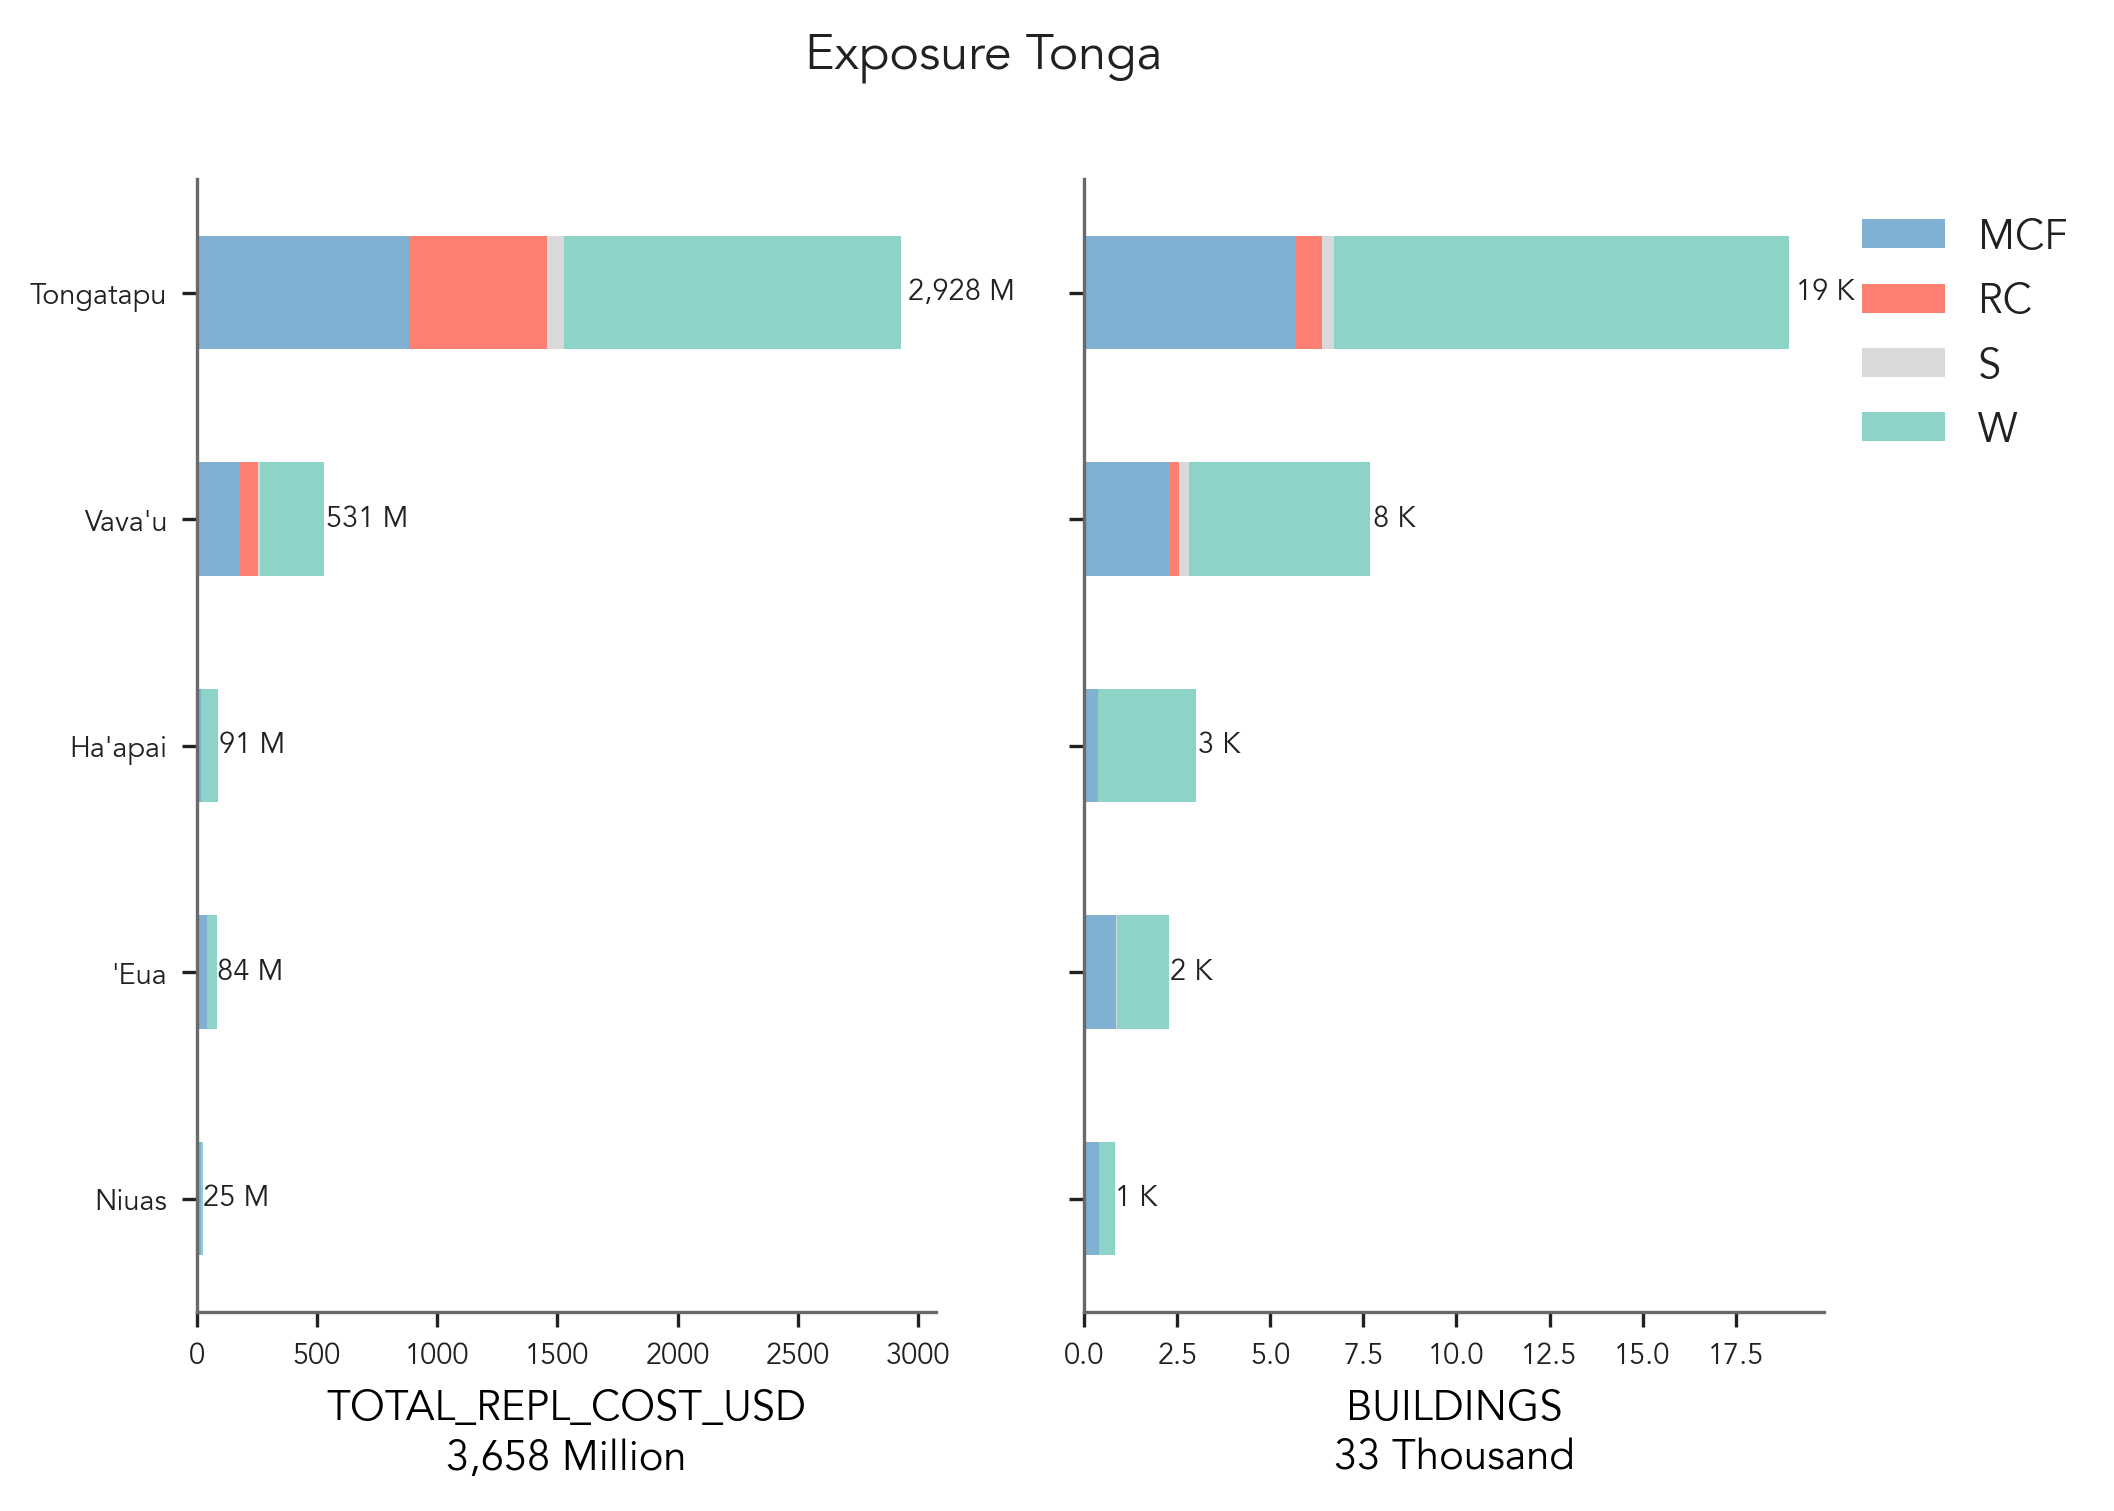 Exposure Tonga
Tongatapu
2,928 M
Vava'u
531 M
Ha'apai
91 M
'Eua
84 M
Niuas
25 M
0 500 1000 1500 2000 2500 3000
TOTAL_REPL_COST_USD
3,658 Million
19 K
8 K
3 K
2 K
1 K
0.0 2.5 5.0 7.5 10.0 12.5 15.0 17.5
BUILDINGS
33 Thousand
MCF
RC
S
W